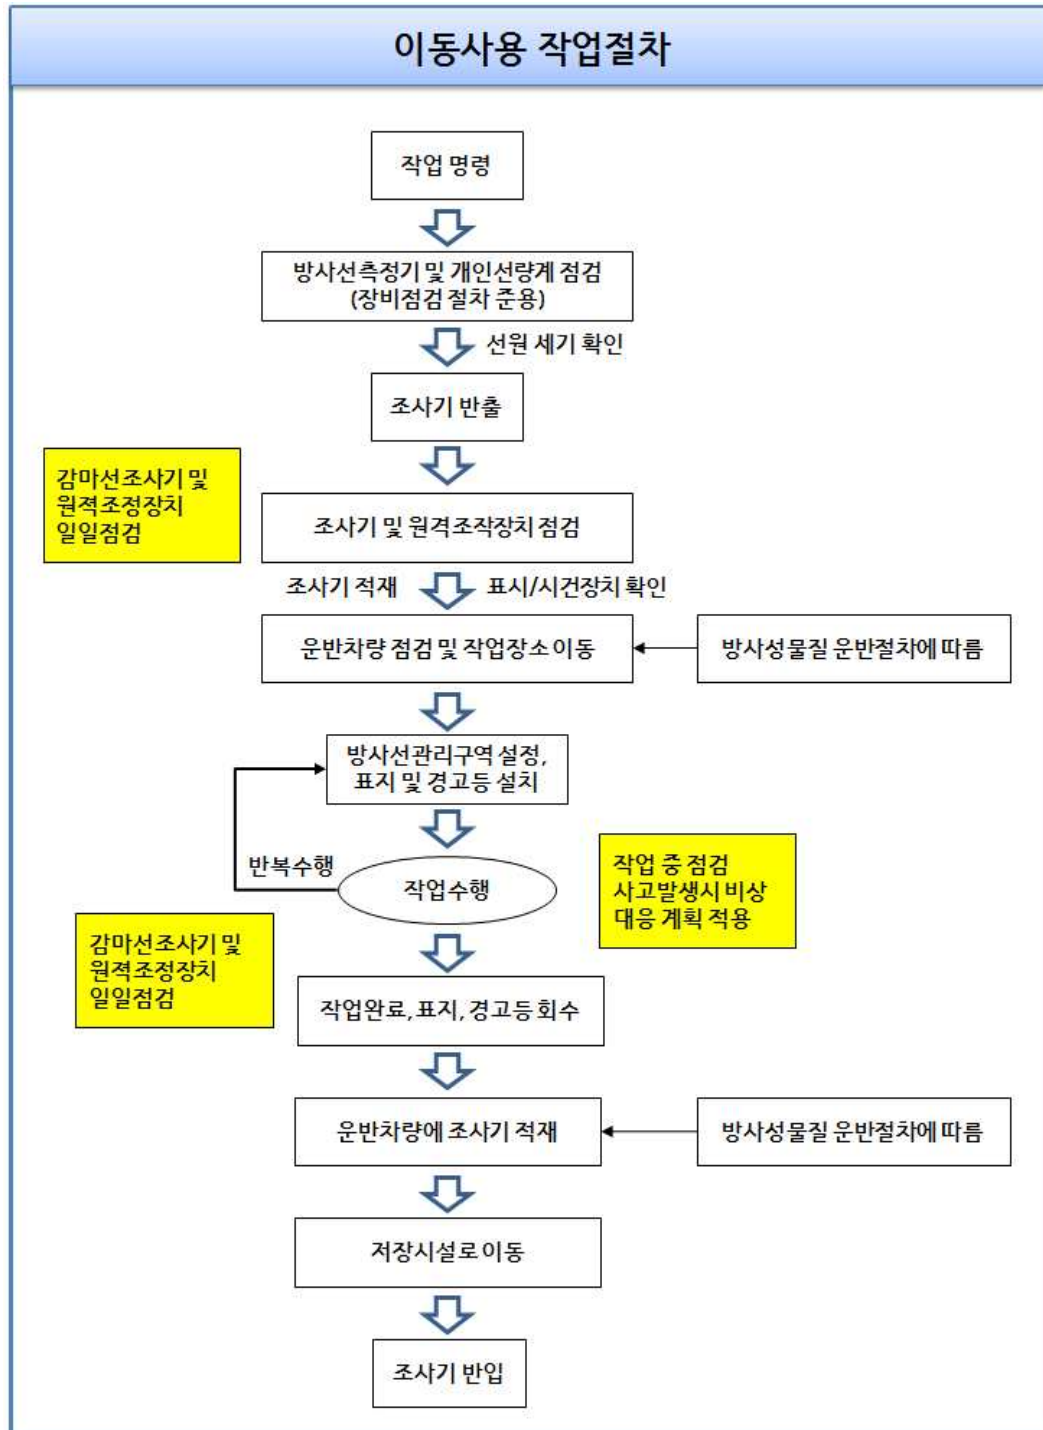 이동사용 작업절차
작업 명령
방사선측정기 및 개인선량계 점검
(장비점검 절차 준용)
선원 세기 확인
조사기 반출
감마선조사기 및
원격조정장치
일일점검
조사기 및 원격조작장치 점검
조사기 적재
표시/시건장치 확인
운반차량 점검 및 작업장소 이동
방사성물질 운반절차에 따름
방사선관리구역 설정,
표지 및 경고등 설치
반복수행
작업수행
작업 중 점검
사고발생시 비상
대응 계획 적용
감마선조사기 및
원격조정장치
일일점검
작업완료, 표지, 경고등 회수
운반차량에 조사기 적재
방사성물질 운반절차에 따름
저장시설로 이동
조사기 반입